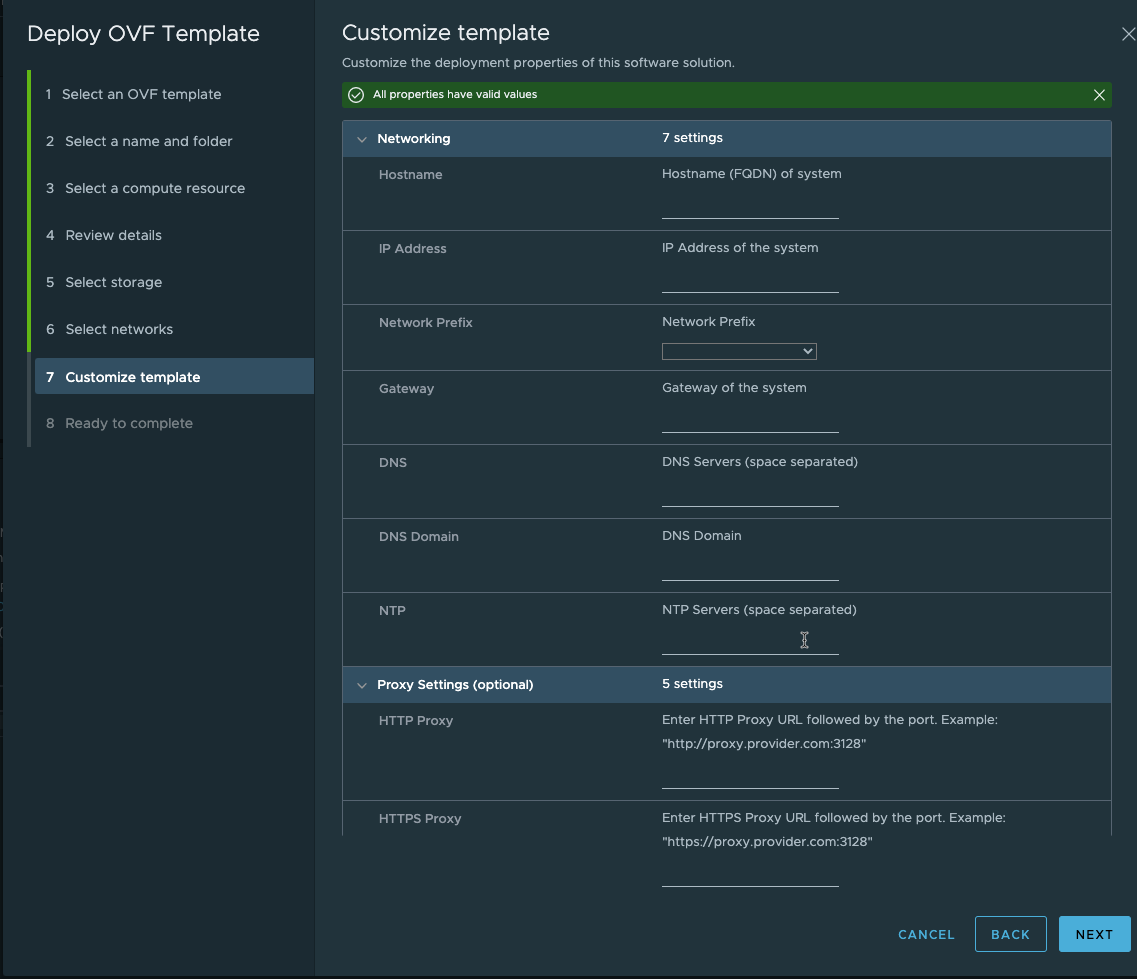 Deploy OVF Template
1 Select an OVF template
2 Select a name and folder
3 Select a compute resource
4 Review details
5 Select storage
6 Select networks
7 Customize template
8 Ready to complete
Customize template
Customize the deployment properties of this software solution.
All properties have valid values
Networking 7 settings
Hostname Hostname (FQDN) of system
IP Address IP Address of the system
Network Prefix Network Prefix
Gateway Gateway of the system
DNS DNS Servers (space separated)
DNS Domain DNS Domain
NTP NTP Servers (space separated)
Proxy Settings (optional) 5 settings
HTTP Proxy Enter HTTP Proxy URL followed by the port. Example:
"http://proxy.provider.com:3128"
HTTPS Proxy Enter HTTPS Proxy URL followed by the port. Example:
"https://proxy.provider.com:3128"
CANCEL BACK NEXT